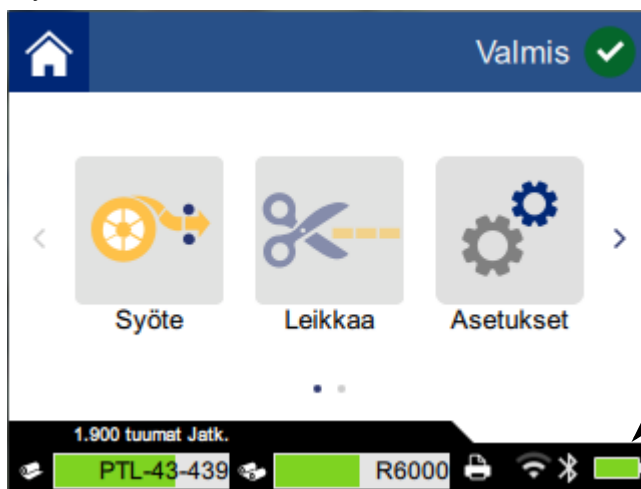 Valmis
Syöte
Leikkaa
Asetukset
1.900 tuumat Jatk.
PTL-43-439 R6000